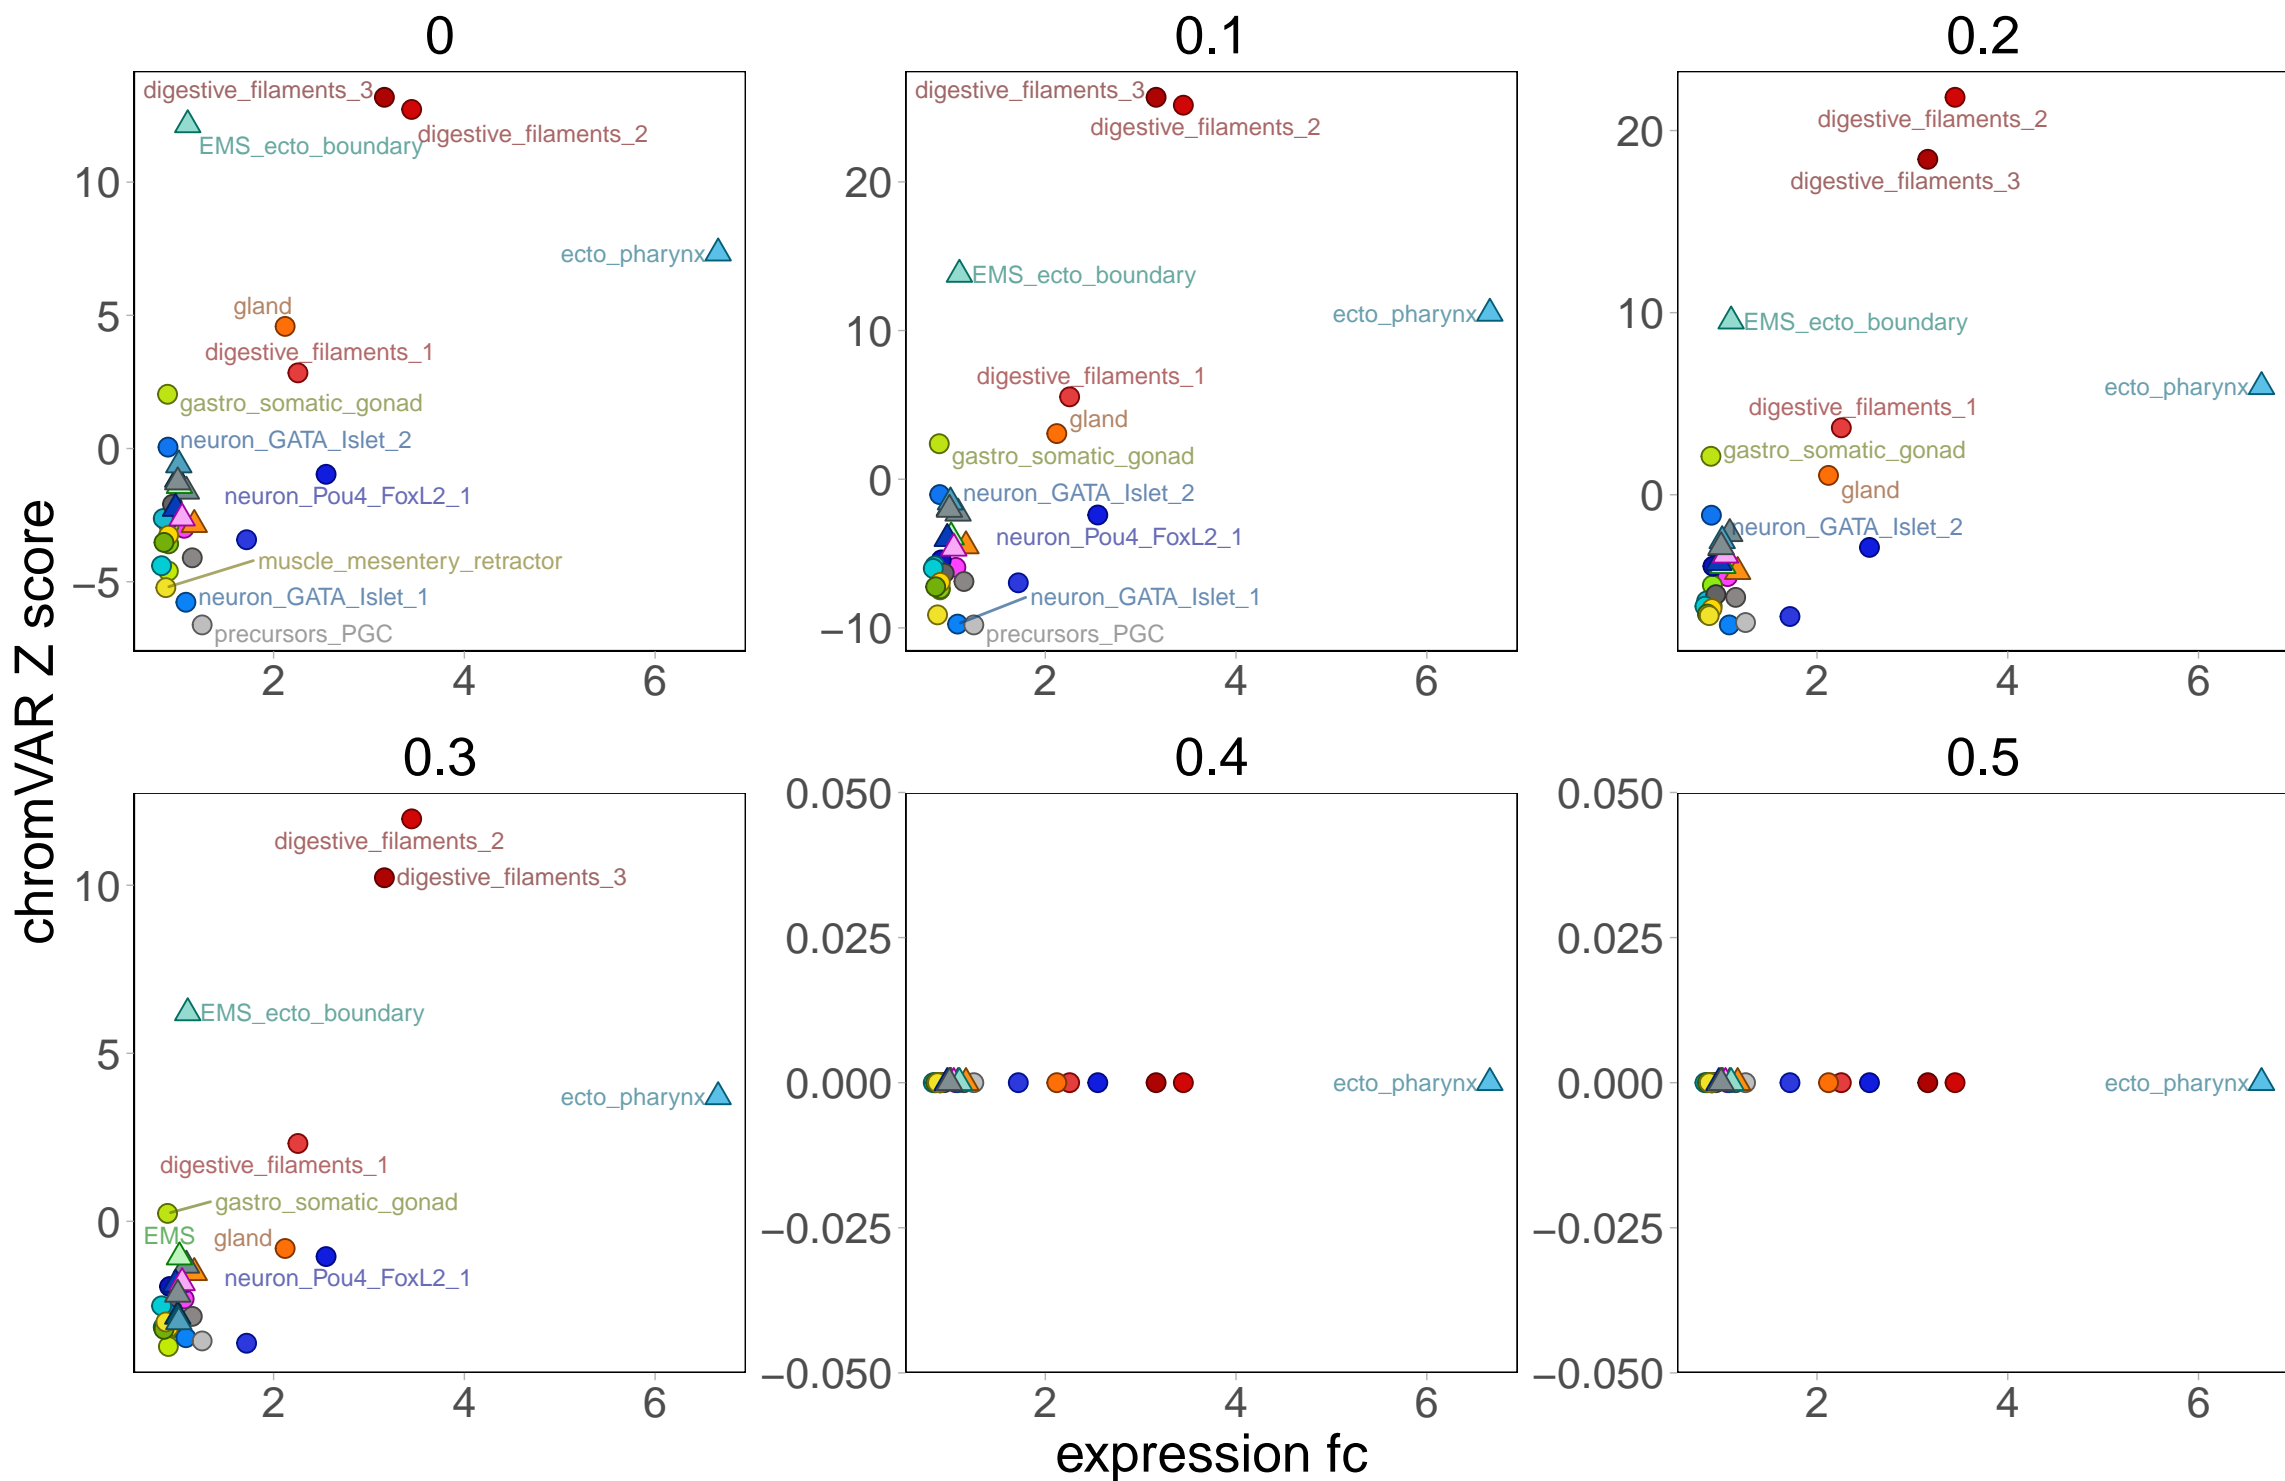 0
0.1
0.2
chromVAR Z score
10
5
0
−5
digestive_filaments_3
digestive_filaments_2
EMS_ecto_boundary
ecto_pharynx
gland
digestive_filaments_1
gastro_somatic_gonad
neuron_GATA_Islet_2
neuron_Pou4_FoxL2_1
muscle_mesentery_retractor
neuron_GATA_Islet_1
precursors_PGC
2
4
6
20
10
0
−10
digestive_filaments_3
digestive_filaments_2
EMS_ecto_boundary
ecto_pharynx
digestive_filaments_1
gland
gastro_somatic_gonad
neuron_GATA_Islet_2
neuron_Pou4_FoxL2_1
neuron_GATA_Islet_1
precursors_PGC
2
4
6
20
10
0
digestive_filaments_2
digestive_filaments_3
EMS_ecto_boundary
ecto_pharynx
digestive_filaments_1
gastro_somatic_gonad
gland
neuron_GATA_Islet_2
2
4
6
0.3
0.4
0.5
10
5
0
digestive_filaments_2
digestive_filaments_3
EMS_ecto_boundary
ecto_pharynx
digestive_filaments_1
gastro_somatic_gonad
EMS
gland
neuron_Pou4_FoxL2_1
2
4
6
0.050
0.025
0.000
−0.025
−0.050
ecto_pharynx
2
4
6
0.050
0.025
0.000
−0.025
−0.050
ecto_pharynx
2
4
6
expression fc